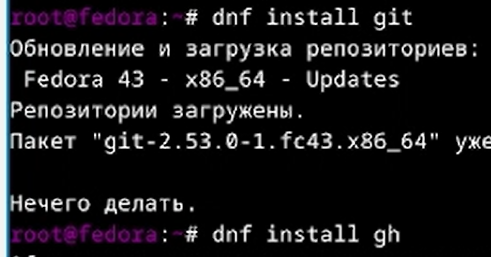 root@fedora:~# dnf install git
Обновление и загрузка репозиториев:
Fedora 43 - x86_64 - Updates
Репозитории загружены.
Пакет "git-2.53.0-1.fc43.x86_64" уже
Нечего делать.
root@fedora:~# dnf install gh